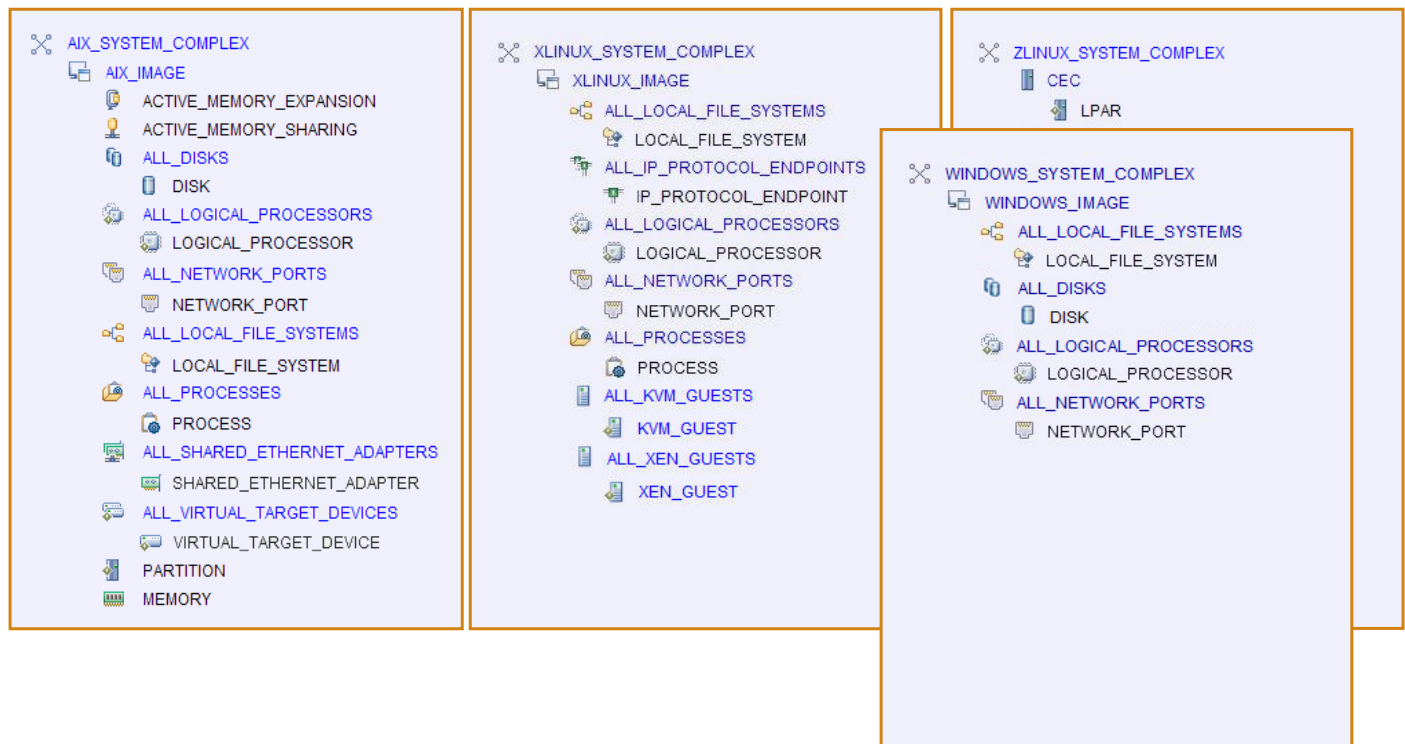 AIX_SYSTEM_COMPLEX
AIX_IMAGE
ACTIVE_MEMORY_EXPANSION
ACTIVE_MEMORY_SHARING
ALL_DISKS
DISK
ALL_LOGICAL_PROCESSORS
LOGICAL_PROCESSOR
ALL_NETWORK_PORTS
NETWORK_PORT
ALL_LOCAL_FILE_SYSTEMS
LOCAL_FILE_SYSTEM
ALL_PROCESSES
PROCESS
ALL_SHARED_ETHERNET_ADAPTERS
SHARED_ETHERNET_ADAPTER
ALL_VIRTUAL_TARGET_DEVICES
VIRTUAL_TARGET_DEVICE
PARTITION
MEMORY
XLINUX_SYSTEM_COMPLEX
XLINUX_IMAGE
ALL_LOCAL_FILE_SYSTEMS
LOCAL_FILE_SYSTEM
ALL_IP_PROTOCOL_ENDPOINTS
IP_PROTOCOL_ENDPOINT
ALL_LOGICAL_PROCESSORS
LOGICAL_PROCESSOR
ALL_NETWORK_PORTS
NETWORK_PORT
ALL_PROCESSES
PROCESS
ALL_KVM_GUESTS
KVM_GUEST
ALL_XEN_GUESTS
XEN_GUEST
ZLINUX_SYSTEM_COMPLEX
CEC
LPAR
WINDOWS_SYSTEM_COMPLEX
WINDOWS_IMAGE
ALL_LOCAL_FILE_SYSTEMS
LOCAL_FILE_SYSTEM
ALL_DISKS
DISK
ALL_LOGICAL_PROCESSORS
LOGICAL_PROCESSOR
ALL_NETWORK_PORTS
NETWORK_PORT